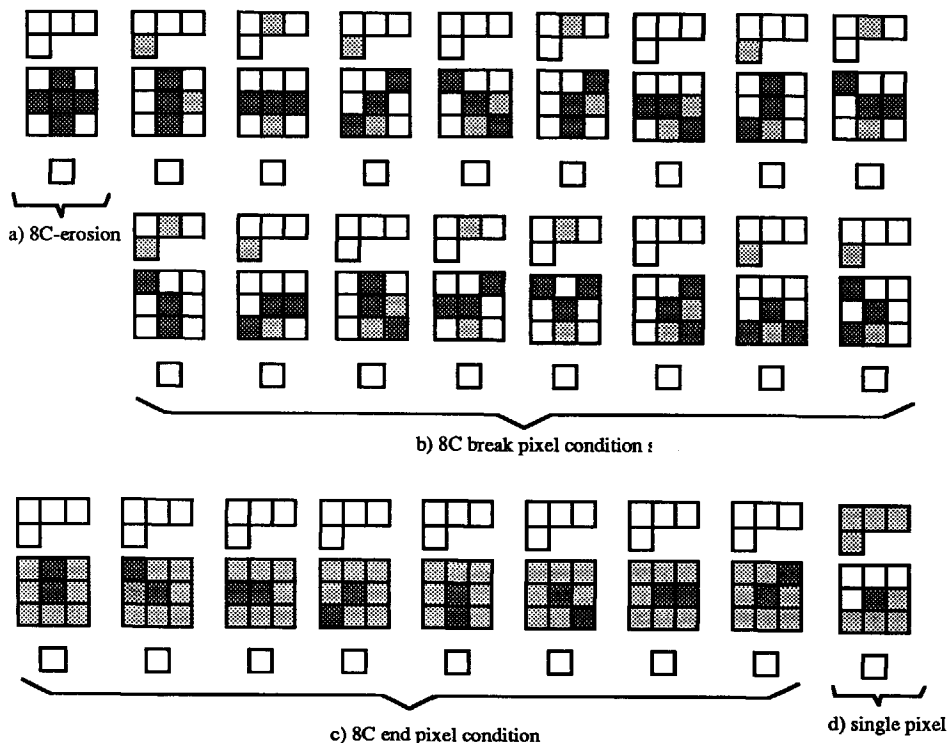 a) 8C-erosion
b) 8C break pixel condition s
c) 8C end pixel condition
d) single pixel